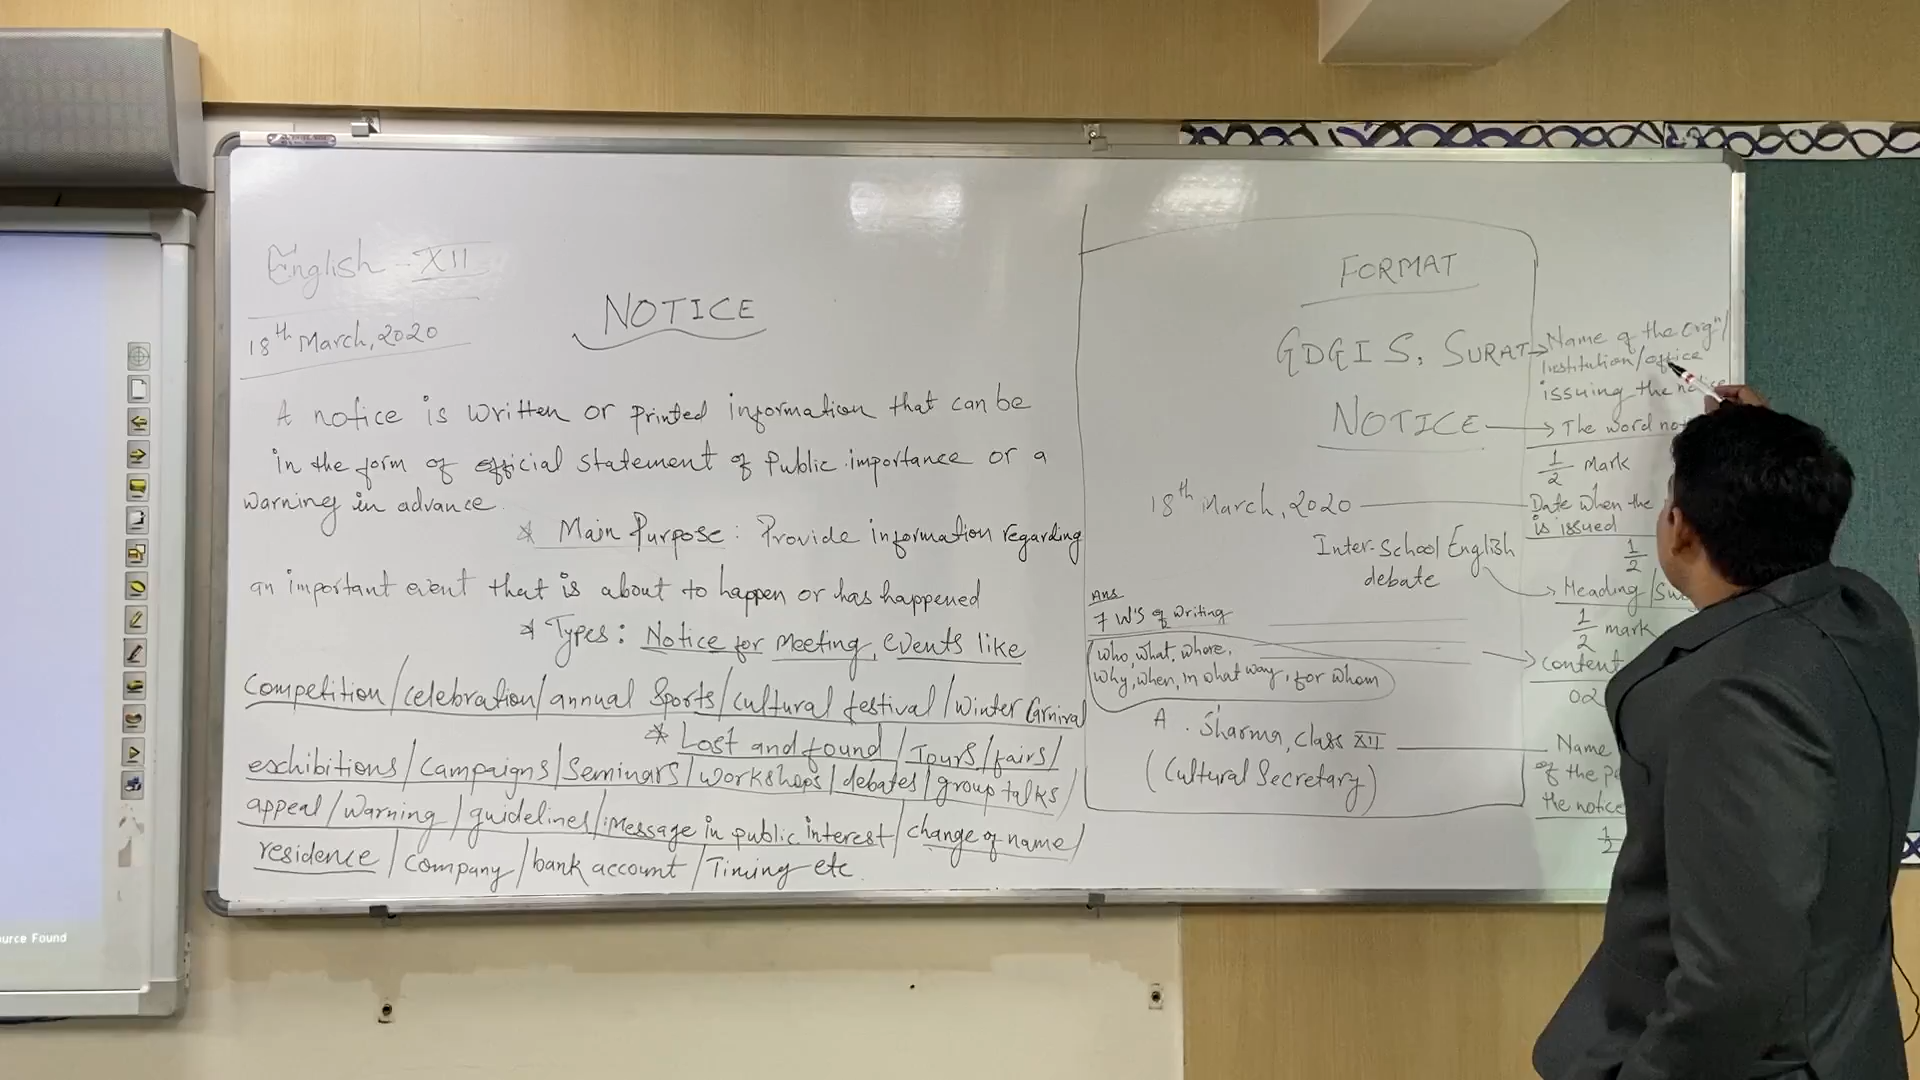 English - XII
18th March, 2020
NOTICE
A notice is written or printed information that can be
in the form of official statement of public importance or a
warning in advance.
* Main Purpose: Provide information regarding
an important event that is about to happen or has happened
* Types: Notice for Meeting, Events like
Competition/celebration/annual Sports/cultural festival/winter Carnival
* Lost and found/Tours/fairs/
exhibitions/campaigns/seminars/workshops/debates/group talks/
appeal/warning/guidelines/message in public interest/change of name/
residence/company/bank account/Timing etc.
FORMAT
GDGIS, SURAT
NOTICE
18th March, 2020
Inter-School English
debate
Ans
7 W'S of writing
who, what, where,
why, when, in what way, for whom
A. Sharma, class XII
(Cultural Secretary)
Name of the orgn/
institution/office
issuing the notice
The word
1/2 mark
Date when the
is issued
1/2
Heading/
1/2 mark
content
02
Name
of the
the notice
1/2
urce Found